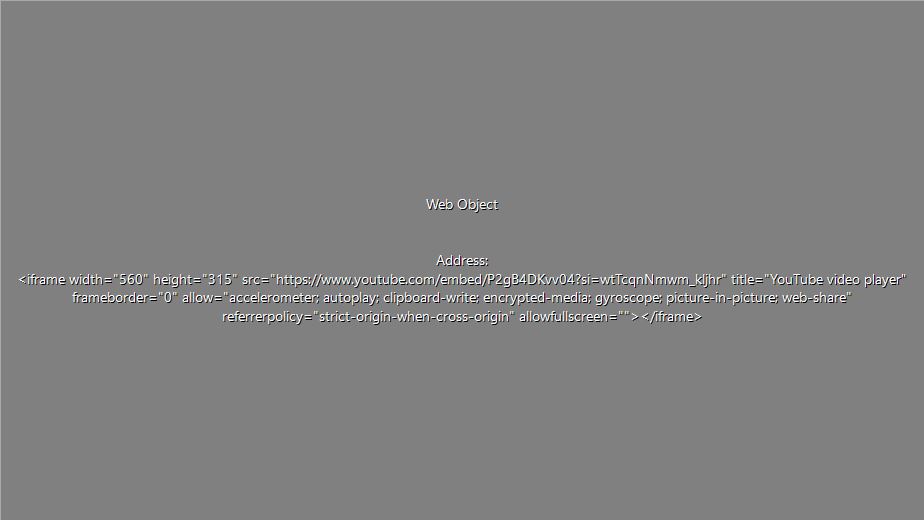 Web Object
Address:
<iframe width="560" height="315" src="https://www.youtube.com/embed/P2gB4DKvv04?si=wtTcqnNmwm_kljhr" title="YouTube video player"
frameborder="0" allow="accelerometer; autoplay; clipboard-write; encrypted-media; gyroscope; picture-in-picture; web-share"
referrerpolicy="strict-origin-when-cross-origin" allowfullscreen=""></iframe>